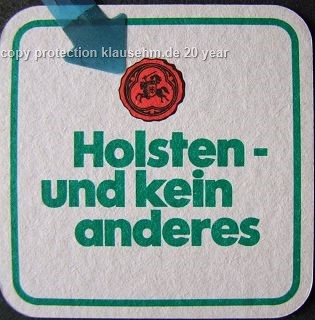 copy protection klausehm.de 20 year
Holsten -
und kein
anderes